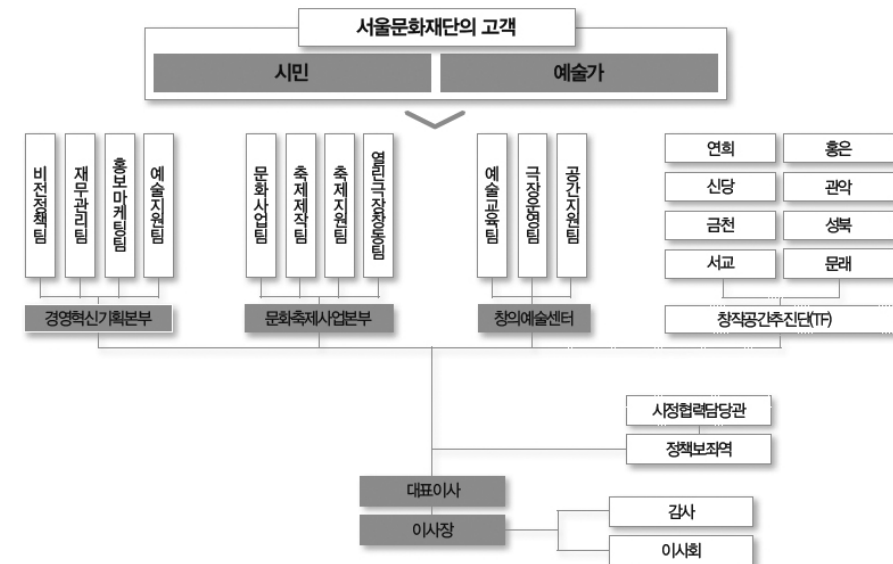 서울문화재단의 고객
시민
예술가
비전정책팀
재무관리팀
홍보마케팅팀
예술지원팀
문화사업팀
축제제작팀
축제지원팀
열린극장창동팀
예술교육팀
극장운영팀
공간지원팀
연희
홍은
신당
관악
금천
성북
서교
문래
경영혁신기획본부
문화축제사업본부
창의예술센터
창작공간추진단(TF)
시정협력담당관
정책보좌역
대표이사
이사장
감사
이사회